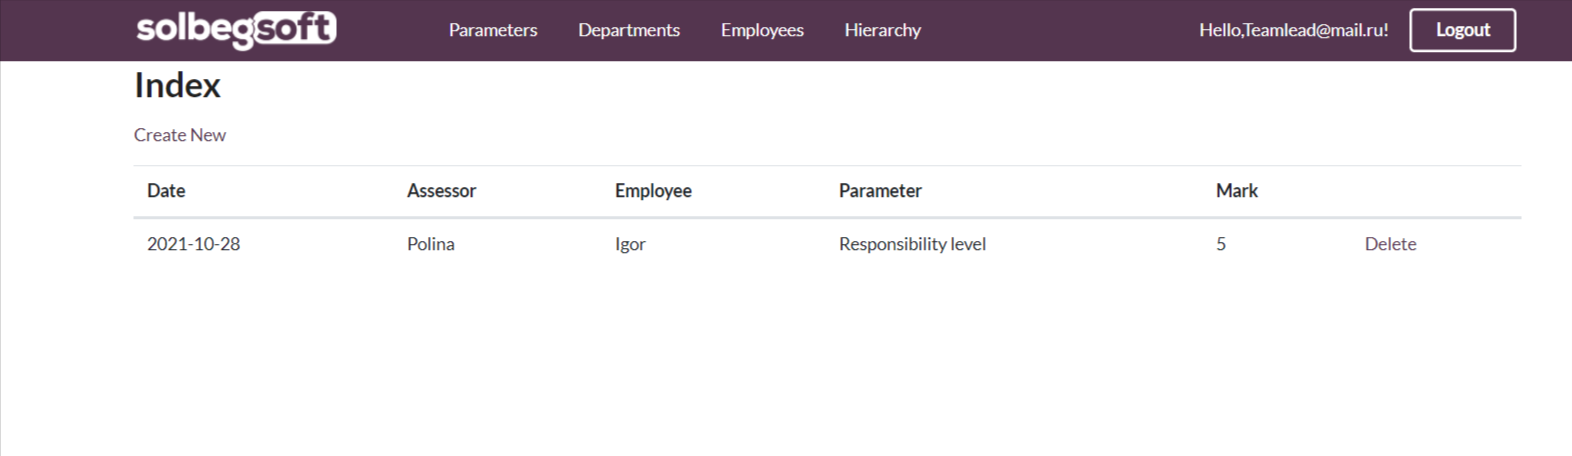 solbegsoft Parameters Departments Employees Hierarchy Hello,Teamlead@mail.ru! Logout
Index
Create New
Date Assessor Employee Parameter Mark
2021-10-28 Polina Igor Responsibility level 5 Delete